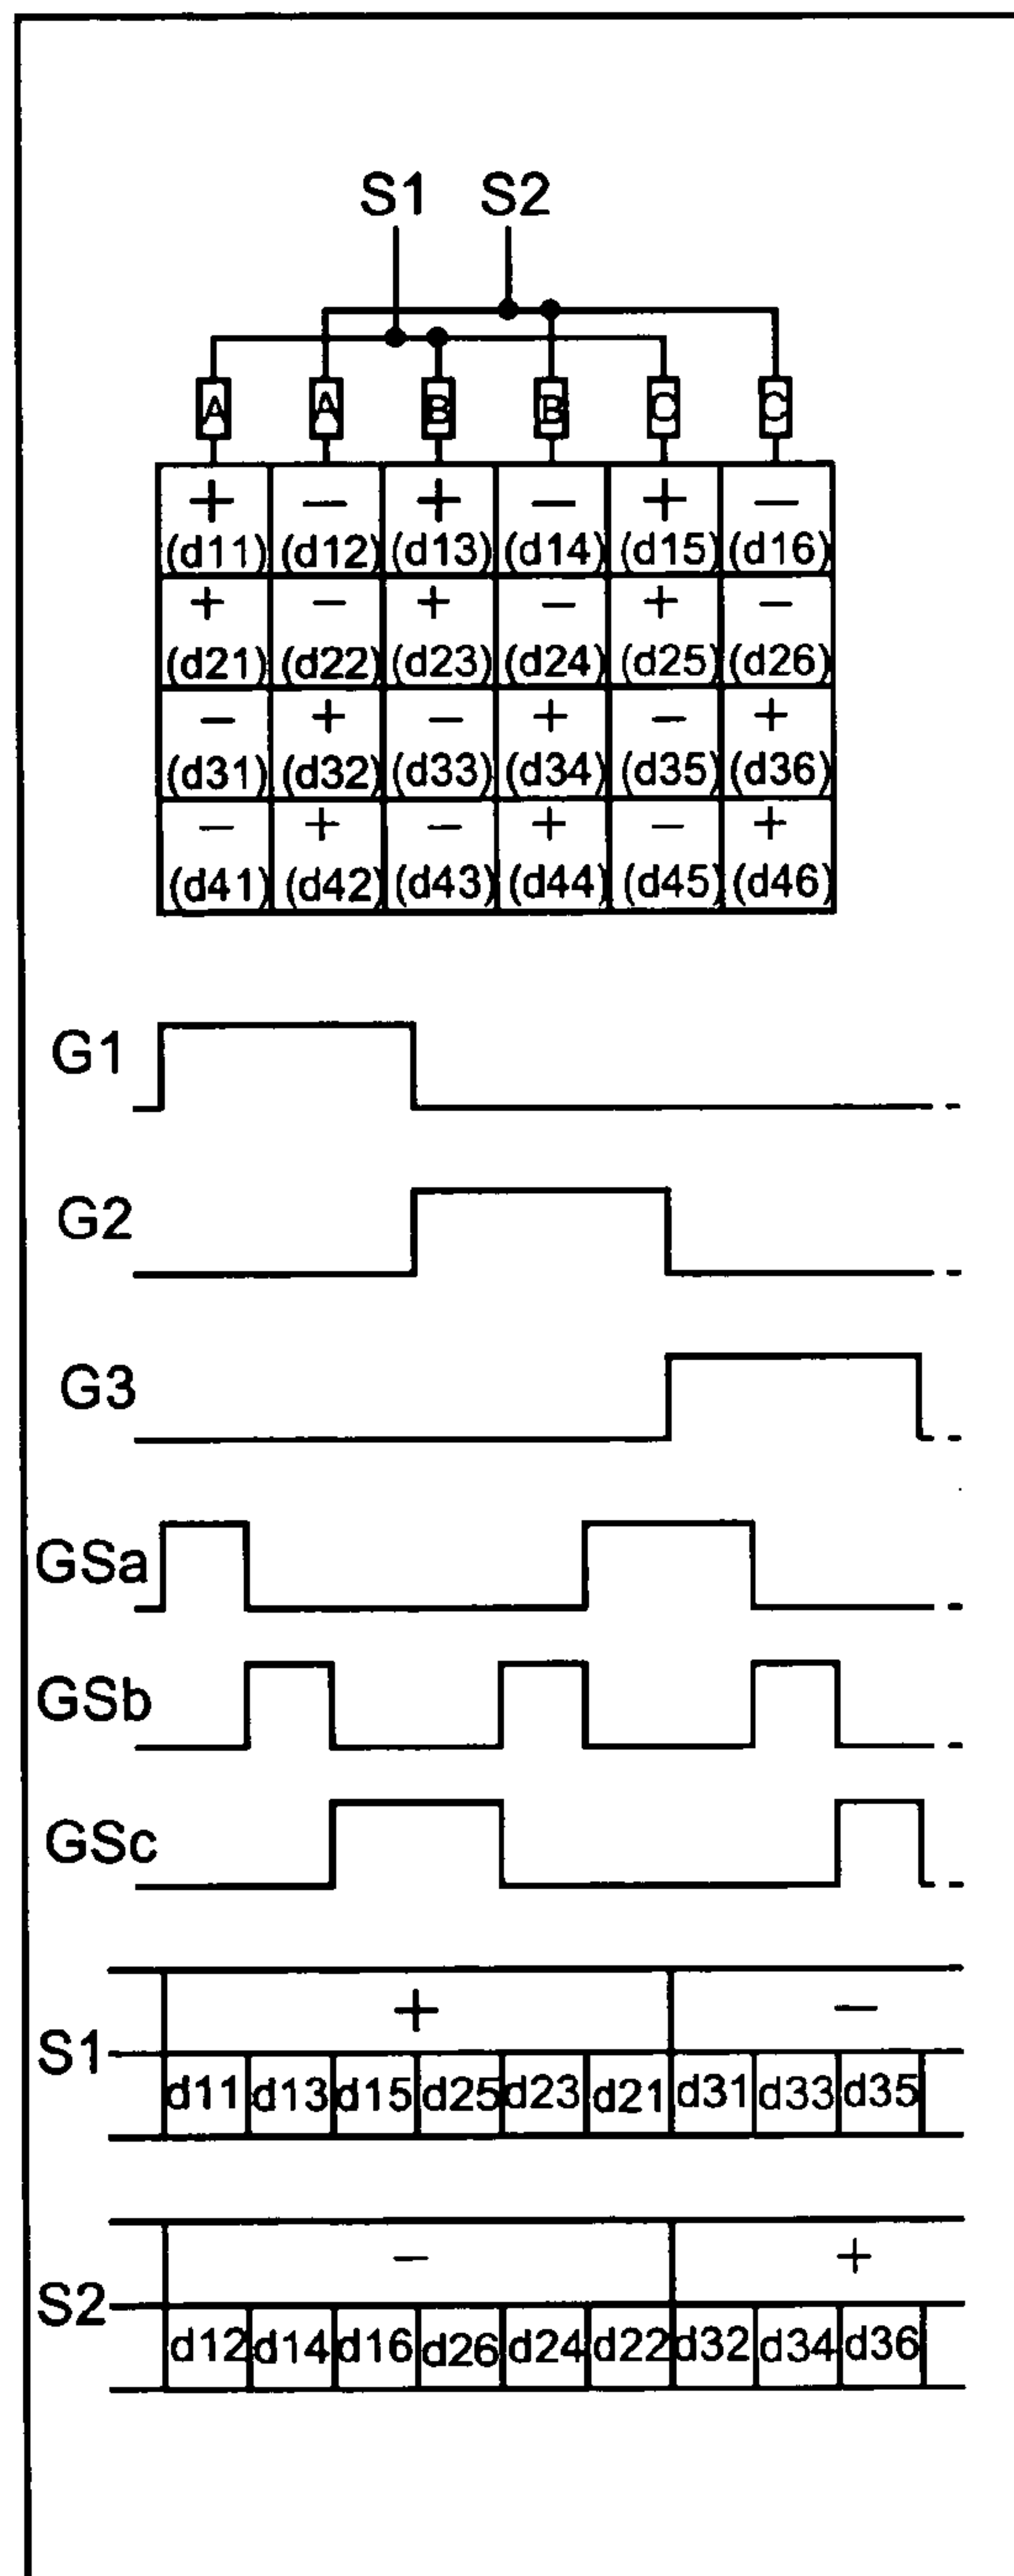 S1 S2
A A B B C C
+ − + − + −
(d11) (d12) (d13) (d14) (d15) (d16)
+ − + − + −
(d21) (d22) (d23) (d24) (d25) (d26)
− + − + − +
(d31) (d32) (d33) (d34) (d35) (d36)
− + − + − +
(d41) (d42) (d43) (d44) (d45) (d46)
G1
G2
G3
GSa
GSb
GSc
+ −
S1
d11 d13 d15 d25 d23 d21 d31 d33 d35
− +
S2
d12 d14 d16 d26 d24 d22 d32 d34 d36